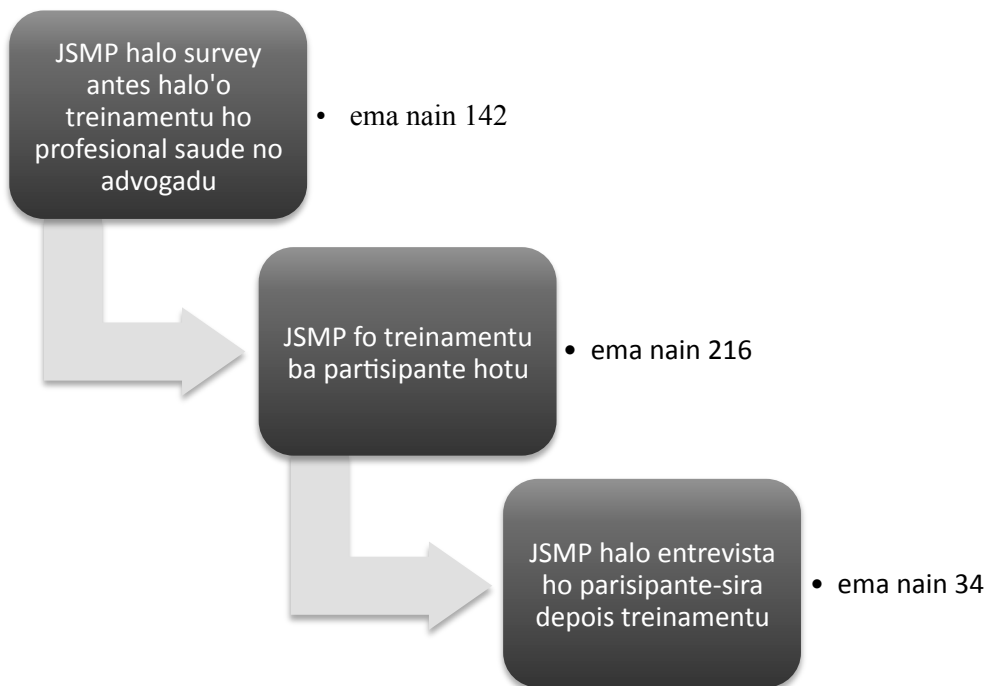 JSMP halo survey
antes halo'o
treinamentu ho
profesional saude no
advogadu
• ema nain 142
JSMP fo treinamentu
ba partisipante hotu
• ema nain 216
JSMP halo entrevista
ho parisipante-sira
depois treinamentu
• ema nain 34